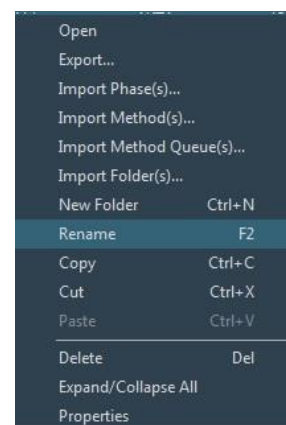 Open
Export...
Import Phase(s)...
Import Method(s)...
Import Method Queue(s)...
Import Folder(s)...
New Folder Ctrl+N
Rename F2
Copy Ctrl+C
Cut Ctrl+X
Paste Ctrl+V
Delete Del
Expand/Collapse All
Properties